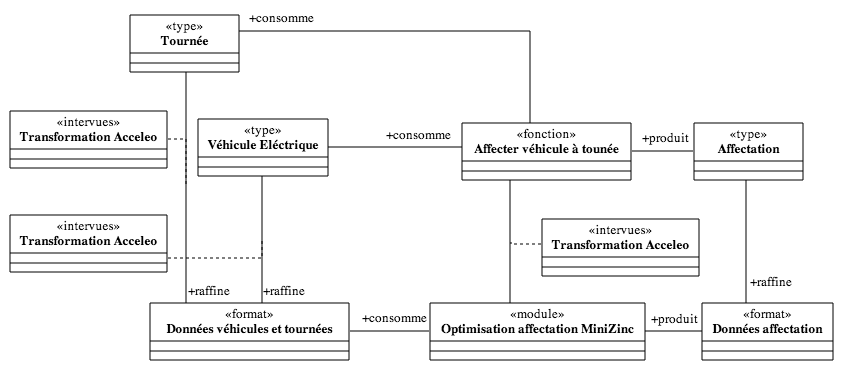 +consomme
«type»
Tournée
«intervues»
Transformation Acceleo
«type»
Véhicule Eléctrique
+consomme
«fonction»
Affecter véhicule à tounée
+produit
«type»
Affectation
«intervues»
Transformation Acceleo
«intervues»
Transformation Acceleo
+raffine
+raffine
+raffine
«format»
Données véhicules et tournées
+consomme
«module»
Optimisation affectation MiniZinc
+produit
«format»
Données affectation